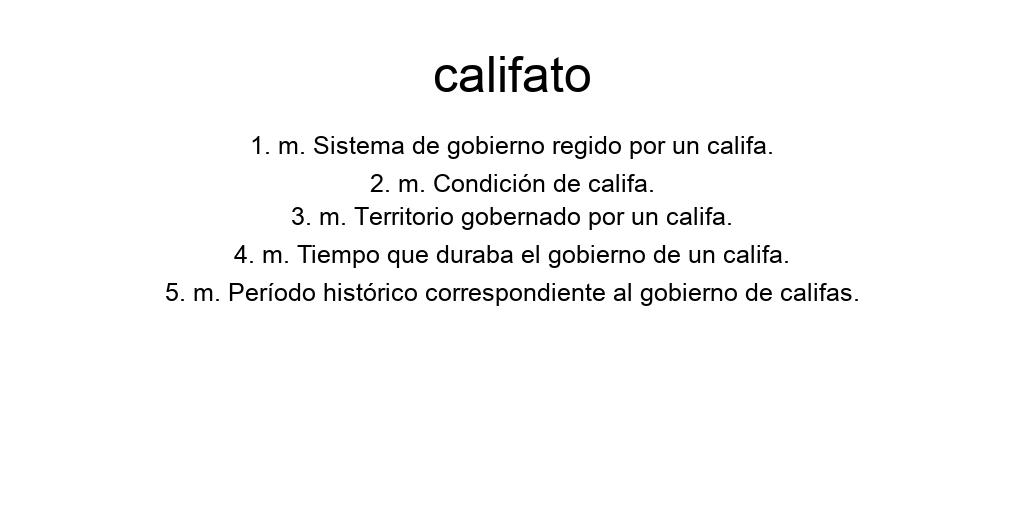 califato
1. m. Sistema de gobierno regido por un califa.
2. m. Condición de califa.
3. m. Territorio gobernado por un califa.
4. m. Tiempo que duraba el gobierno de un califa.
5. m. Período histórico correspondiente al gobierno de califas.